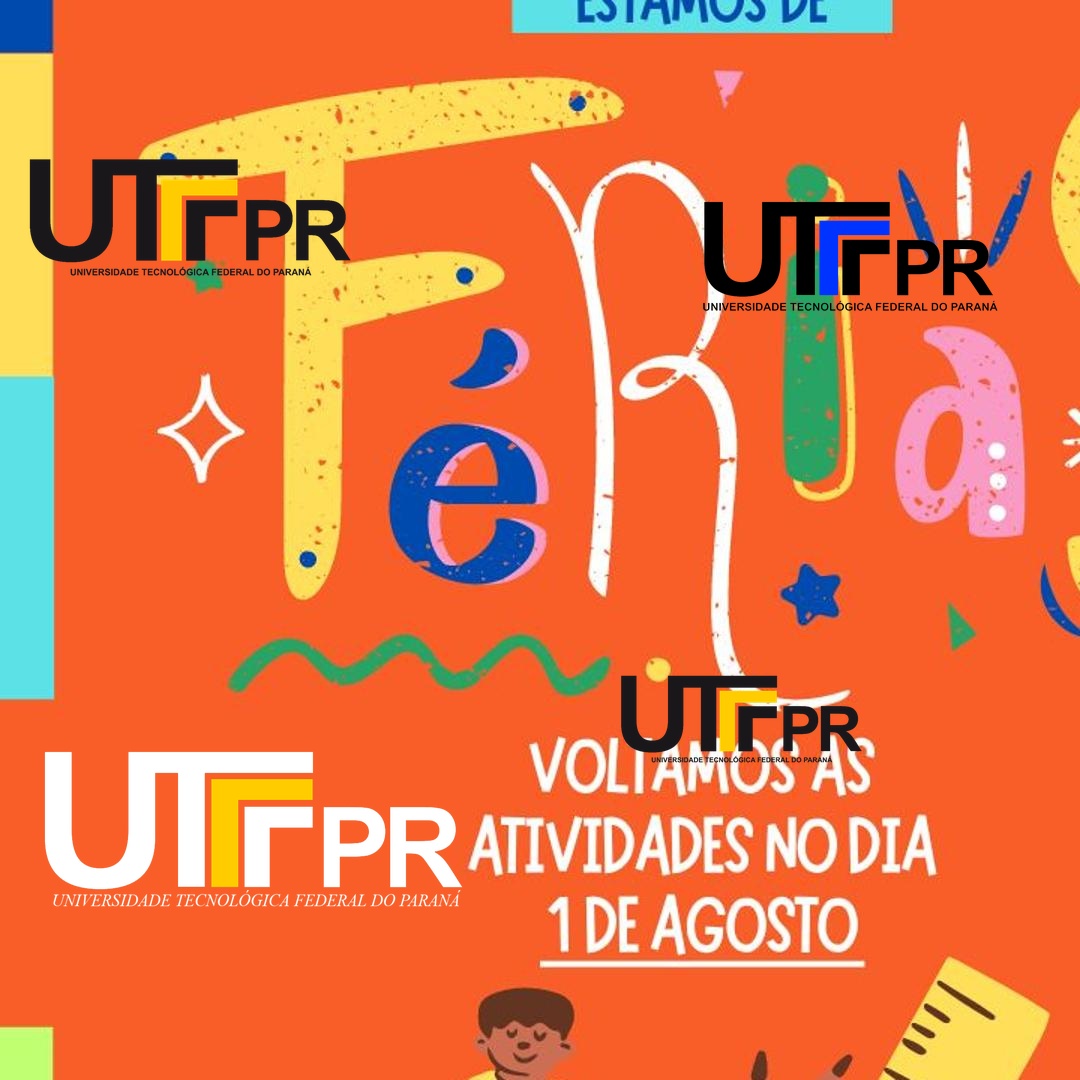 ESTAMOS DE
FéRiaS
UTFPR
UNIVERSIDADE TECNOLÓGICA FEDERAL DO PARANÁ
UTFPR
UNIVERSIDADE TECNOLÓGICA FEDERAL DO PARANÁ
UTFPR
UNIVERSIDADE TECNOLÓGICA FEDERAL DO PARANÁ
VOLTAMOS AS
ATIVIDADES NO DIA
1 DE AGOSTO
UTFPR
UNIVERSIDADE TECNOLÓGICA FEDERAL DO PARANÁ